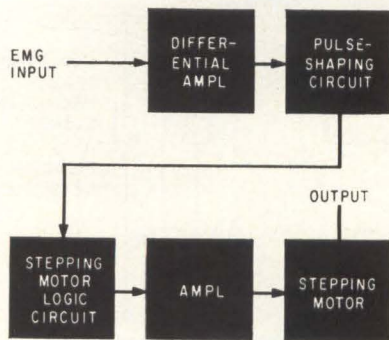 EMG
INPUT
DIFFER-
ENTIAL
AMPL
PULSE-
SHAPING
CIRCUIT
OUTPUT
STEPPING
MOTOR
LOGIC
CIRCUIT
AMPL
STEPPING
MOTOR